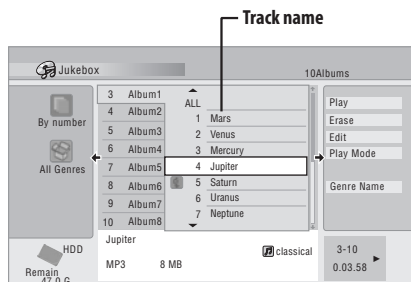 Track name
Jukebox
10Albums
By number
All Genres
3 Album1
4 Album2
5 Album3
6 Album4
7 Album5
8 Album6
9 Album7
10 Album8
ALL
1 Mars
2 Venus
3 Mercury
4 Jupiter
5 Saturn
6 Uranus
7 Neptune
Play
Erase
Edit
Play Mode
Genre Name
HDD
Remain
47.0 G
Jupiter
MP3 8 MB
classical
3-10
0.03.58